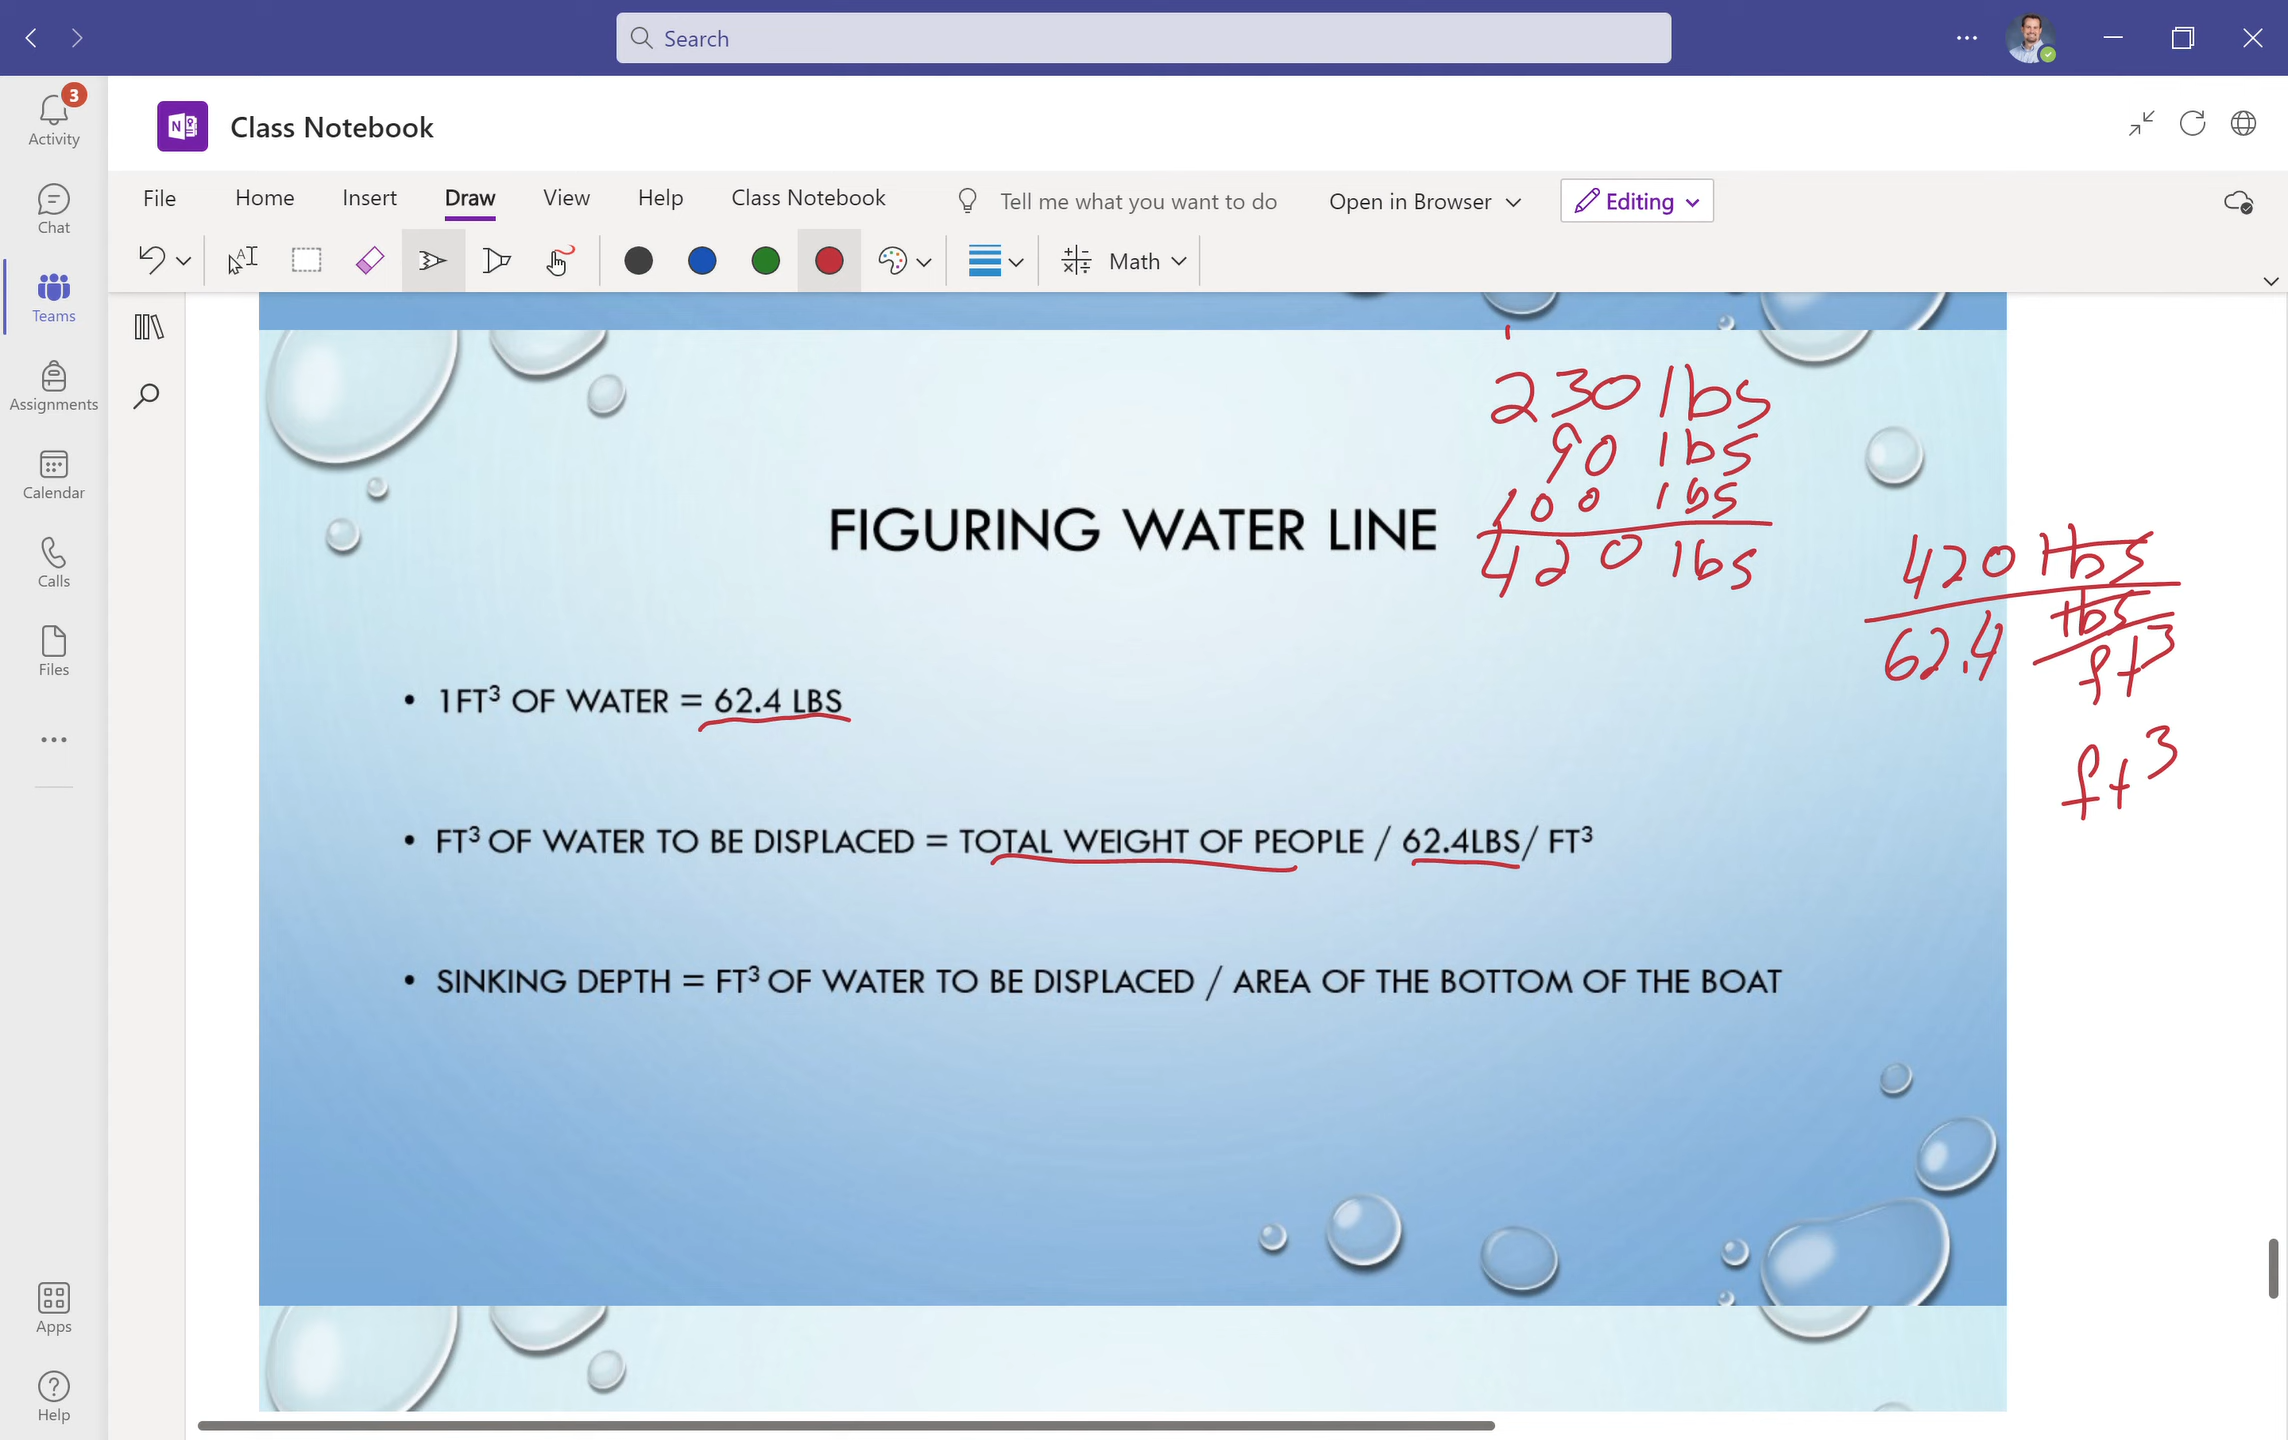 Search
3
Activity
Chat
Teams
Assignments
Calendar
Calls
Files
Apps
Help
N
Class Notebook
File Home Insert Draw View Help Class Notebook Tell me what you want to do Open in Browser Editing
Math
230 lbs
90 lbs
100 lbs
420 lbs
FIGURING WATER LINE
420 lbs
62.4 lbs
ft³
ft³
• 1FT³ OF WATER = 62.4 LBS
• FT³ OF WATER TO BE DISPLACED = TOTAL WEIGHT OF PEOPLE / 62.4LBS/ FT³
• SINKING DEPTH = FT³ OF WATER TO BE DISPLACED / AREA OF THE BOTTOM OF THE BOAT